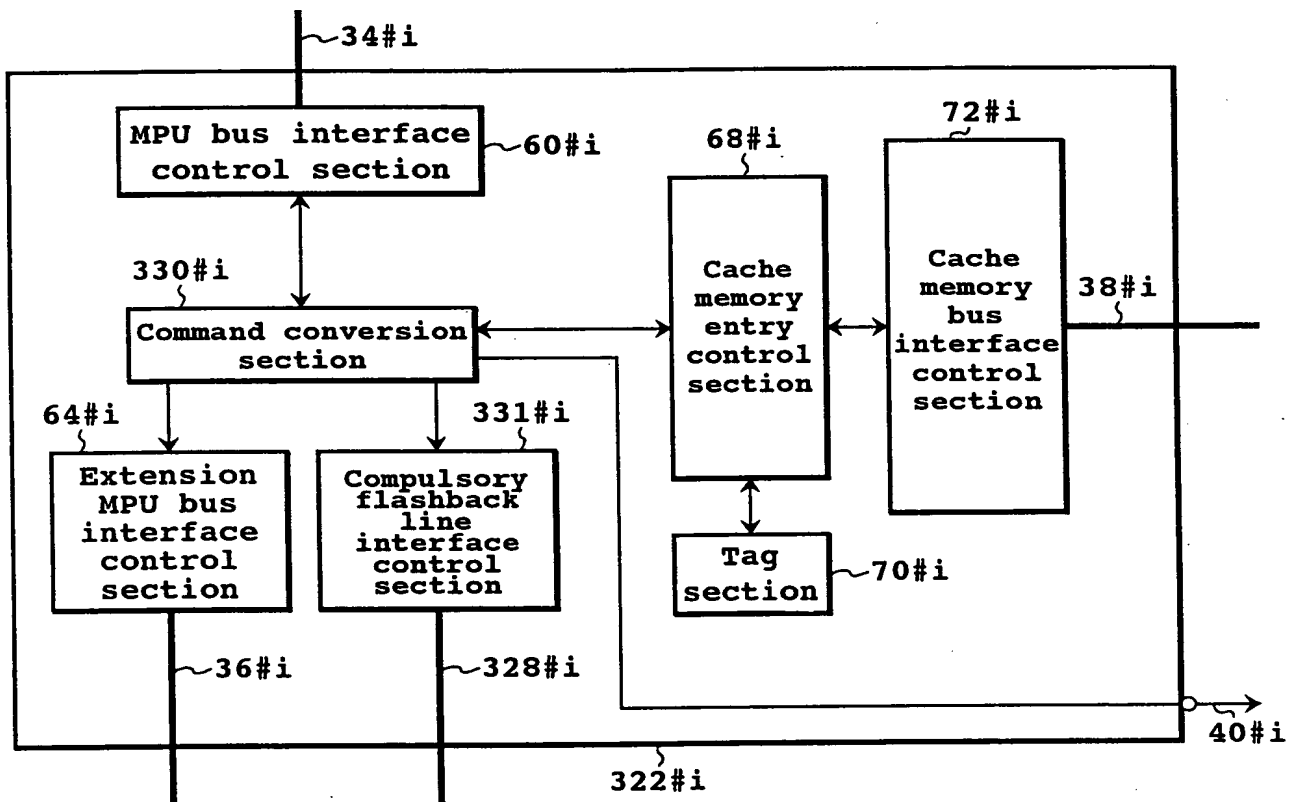 34#i
MPU bus interface
control section
60#i
72#i
68#i
330#i
Command conversion
section
Cache
memory
entry
control
section
Cache
memory
bus
interface
control
section
38#i
64#i
331#i
Extension
MPU bus
interface
control
section
Compulsory
flashback
line
interface
control
section
Tag
section
70#i
36#i
328#i
40#i
322#i